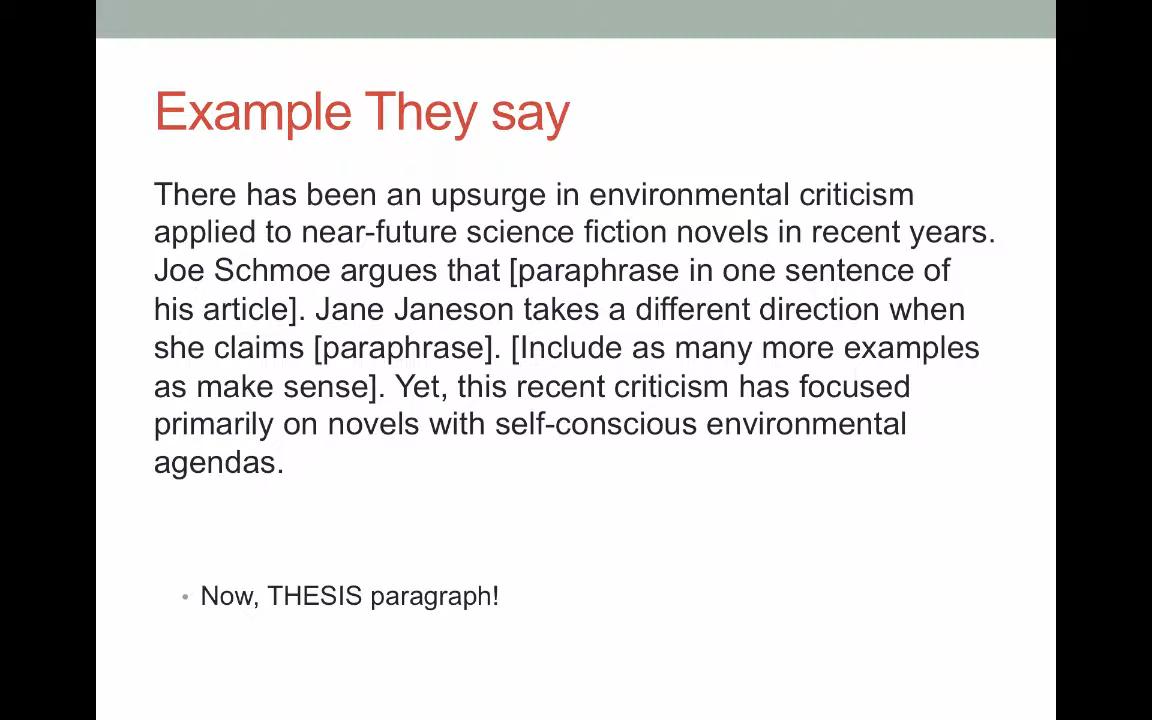 Example They say
There has been an upsurge in environmental criticism
applied to near-future science fiction novels in recent years.
Joe Schmoe argues that [paraphrase in one sentence of
his article]. Jane Janeson takes a different direction when
she claims [paraphrase]. [Include as many more examples
as make sense]. Yet, this recent criticism has focused
primarily on novels with self-conscious environmental
agendas.
• Now, THESIS paragraph!